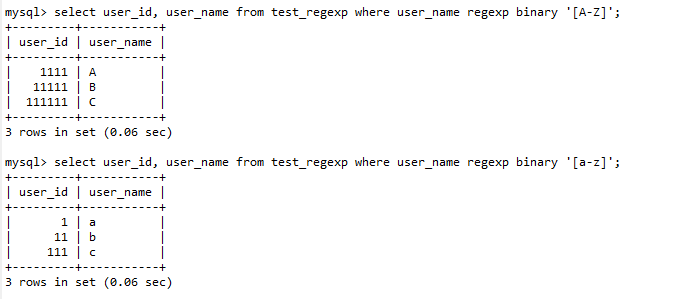 mysql> select user_id, user_name from test_regexp where user_name regexp binary '[A-Z]';
+---------+-----------+
| user_id | user_name |
+---------+-----------+
|    1111 | A         |
|   11111 | B         |
|  111111 | C         |
+---------+-----------+
3 rows in set (0.06 sec)
mysql> select user_id, user_name from test_regexp where user_name regexp binary '[a-z]';
+---------+-----------+
| user_id | user_name |
+---------+-----------+
|       1 | a         |
|      11 | b         |
|     111 | c         |
+---------+-----------+
3 rows in set (0.06 sec)